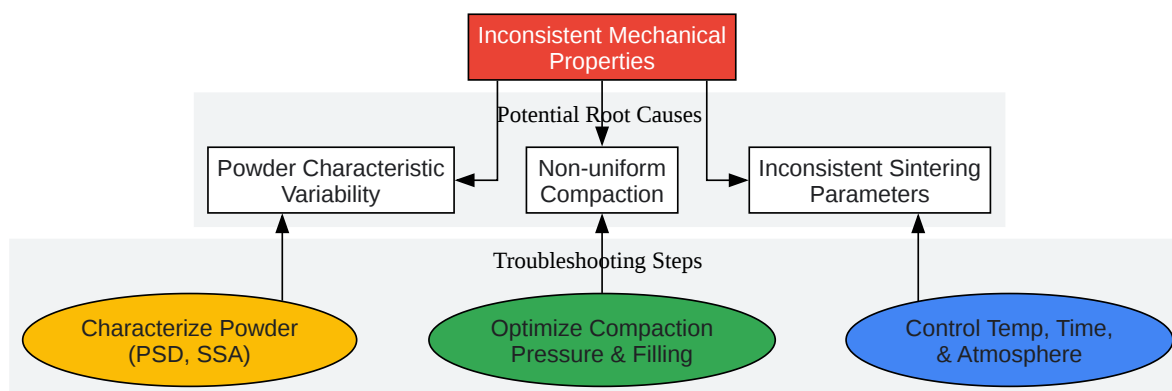 Inconsistent Mechanical
Properties
Potential Root Causes
Powder Characteristic
Variability
Non-uniform
Compaction
Inconsistent Sintering
Parameters
Troubleshooting Steps
Characterize Powder
(PSD, SSA)
Optimize Compaction
Pressure & Filling
Control Temp, Time,
& Atmosphere